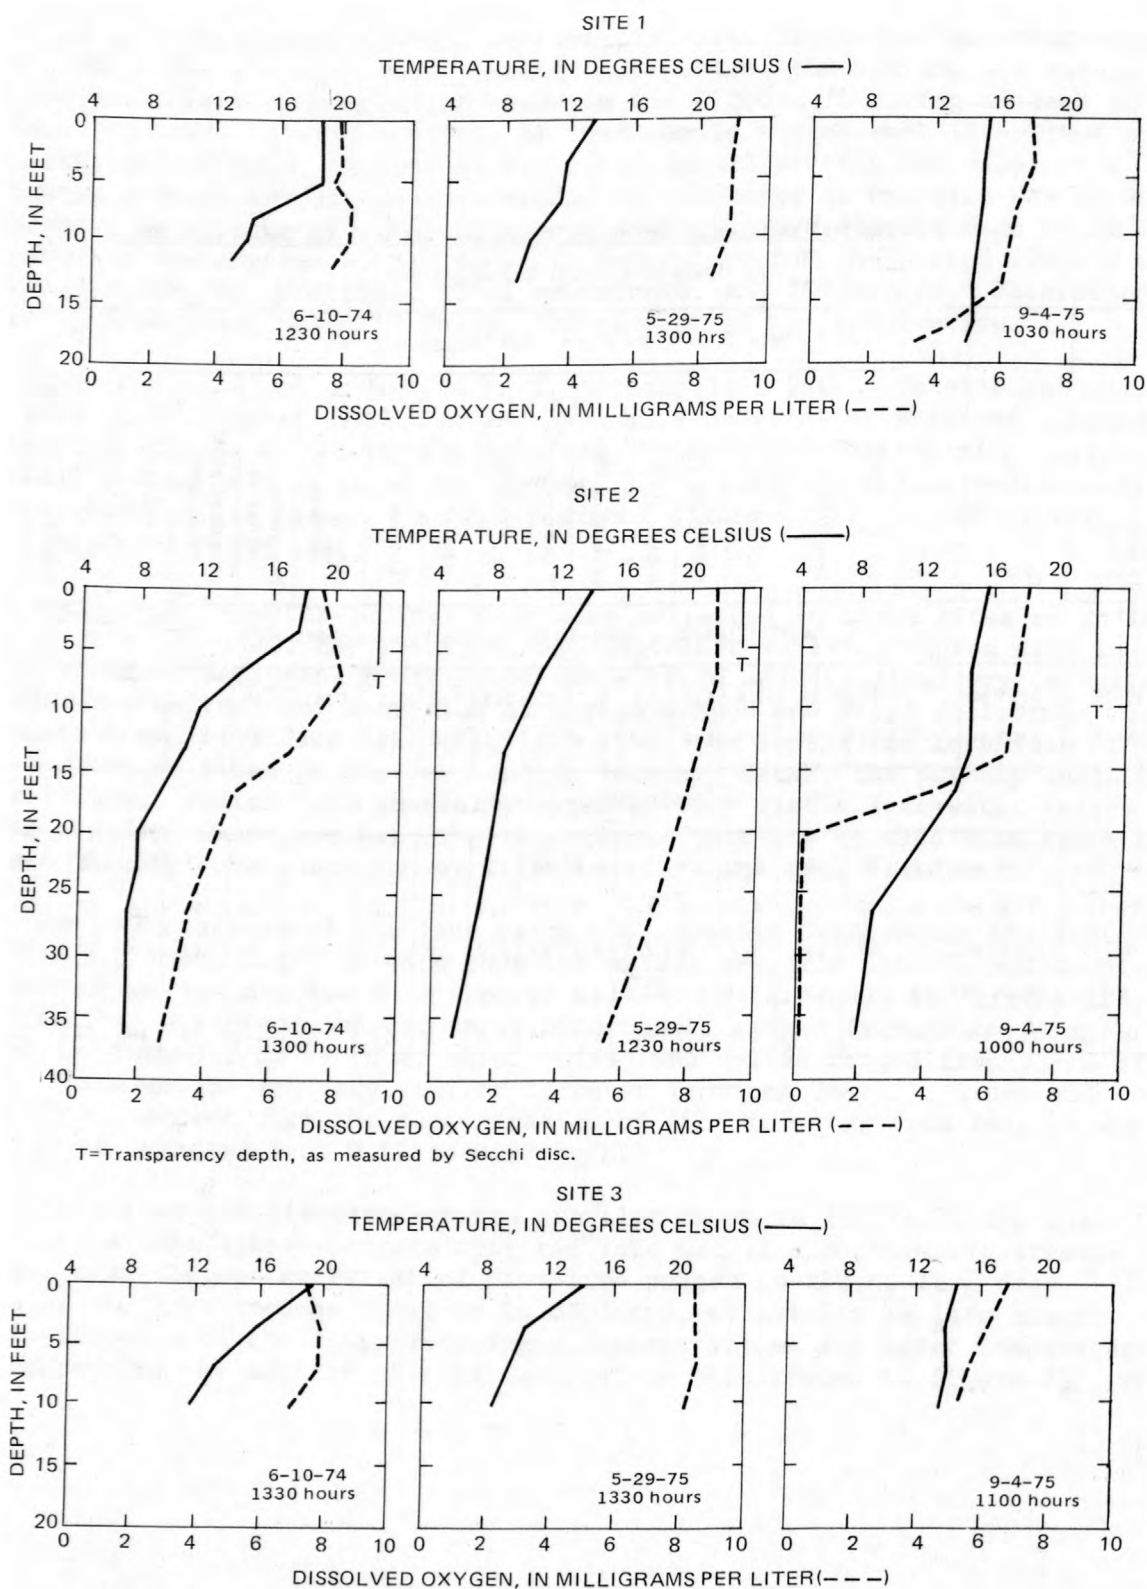 SITE 1
TEMPERATURE, IN DEGREES CELSIUS (——)
4 8 12 16 20 4 8 12 16 20 4 8 12 16 20
DEPTH, IN FEET
0
5
10
15
20
6-10-74
1230 hours
5-29-75
1300 hrs
9-4-75
1030 hours
0 2 4 6 8 10 0 2 4 6 8 10 0 2 4 6 8 10
DISSOLVED OXYGEN, IN MILLIGRAMS PER LITER (– – –)
SITE 2
TEMPERATURE, IN DEGREES CELSIUS (——)
4 8 12 16 20 4 8 12 16 20 4 8 12 16 20
DEPTH, IN FEET
0
5
10
15
20
25
30
35
40
T
T
T
6-10-74
1300 hours
5-29-75
1230 hours
9-4-75
1000 hours
0 2 4 6 8 10 0 2 4 6 8 10 0 2 4 6 8 10
DISSOLVED OXYGEN, IN MILLIGRAMS PER LITER (– – –)
T=Transparency depth, as measured by Secchi disc.
SITE 3
TEMPERATURE, IN DEGREES CELSIUS (——)
4 8 12 16 20 4 8 12 16 20 4 8 12 16 20
DEPTH, IN FEET
0
5
10
15
20
6-10-74
1330 hours
5-29-75
1330 hours
9-4-75
1100 hours
0 2 4 6 8 10 0 2 4 6 8 10 0 2 4 6 8 10
DISSOLVED OXYGEN, IN MILLIGRAMS PER LITER(– – –)